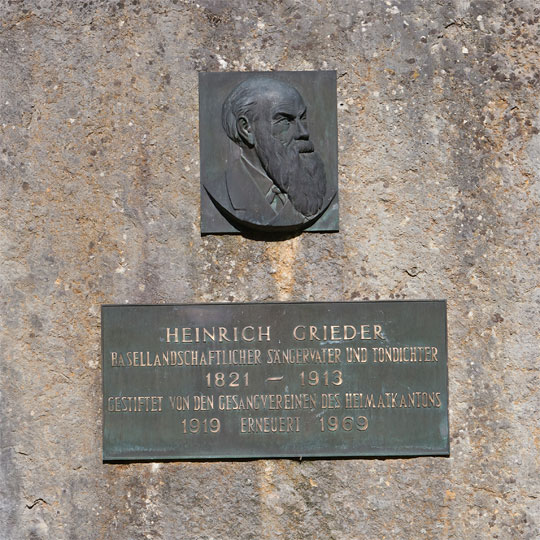 HEINRICH GRIEDER
BASELLANDSCHAFTLICHER SÄNGERVATER UND TONDICHTER
1821 – 1913
GESTIFTET VON DEN GESANGVEREINEN DES HEIMATKANTONS
1919 ERNEUERT 1969